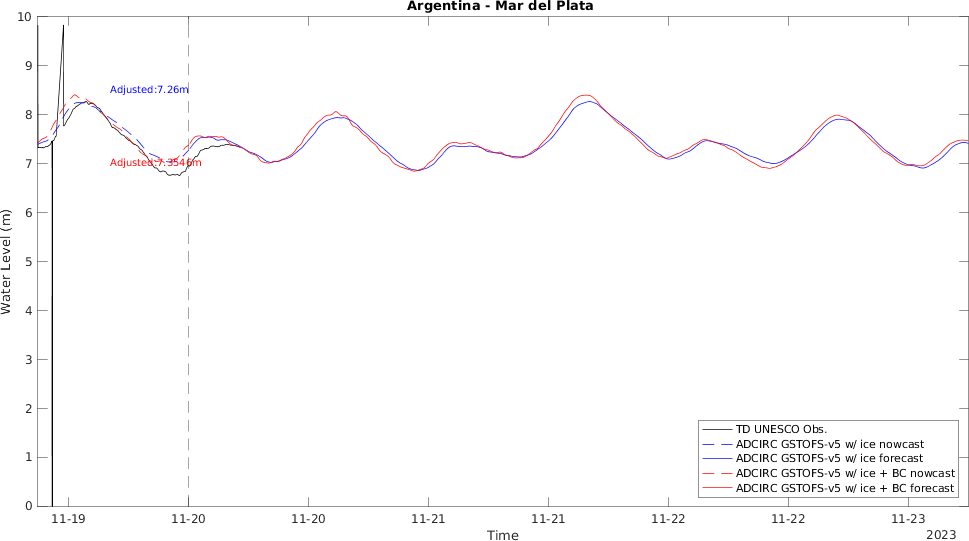 Argentina - Mar del Plata
10
9
8
7
6
5
4
3
2
1
0
Water Level (m)
Adjusted:7.26m
Adjusted:7.3546m
TD UNESCO Obs.
ADCIRC GSTOFS-v5 w/ ice nowcast
ADCIRC GSTOFS-v5 w/ ice forecast
ADCIRC GSTOFS-v5 w/ ice + BC nowcast
ADCIRC GSTOFS-v5 w/ ice + BC forecast
11-19
11-20
11-20
11-21
11-21
11-22
11-22
11-23
Time
2023